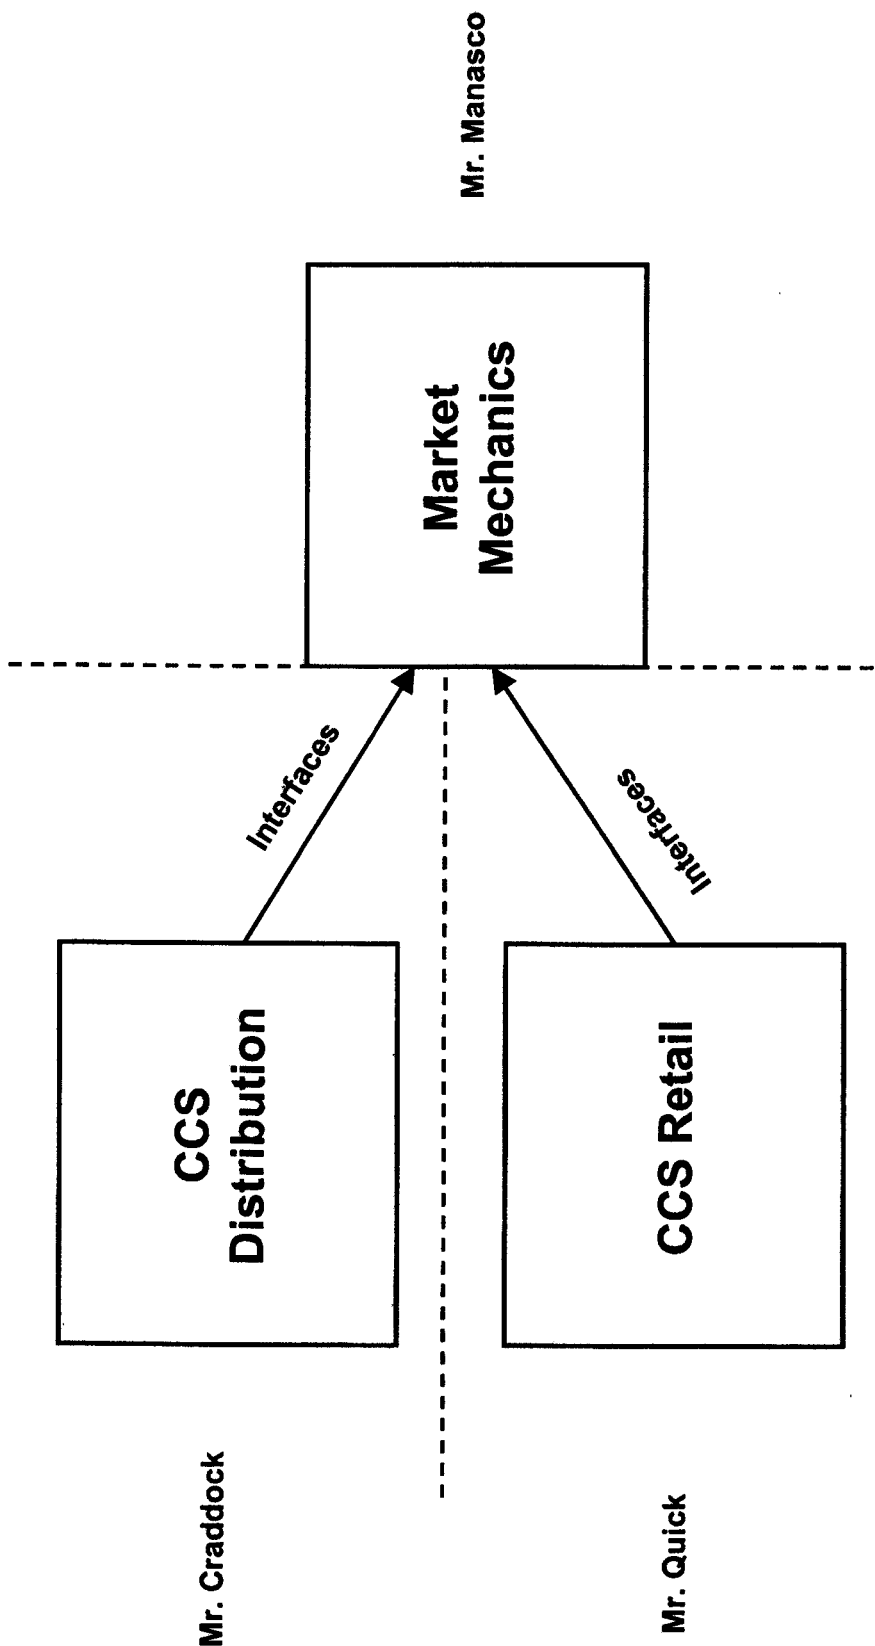 Mr. Craddock
CCS
Distribution
Interfaces
Mr. Quick
CCS Retail
Interfaces
Market
Mechanics
Mr. Manasco